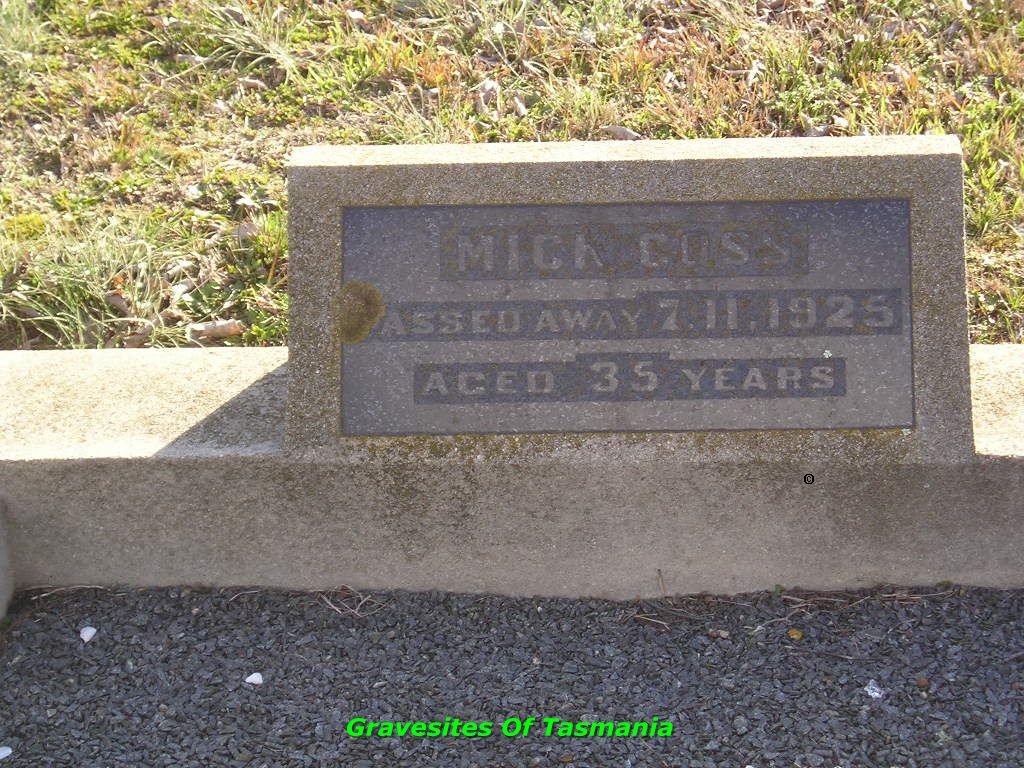 MICK COSS
ASSED AWAY 7.11.1925
AGED 35 YEARS
©
Gravesites Of Tasmania